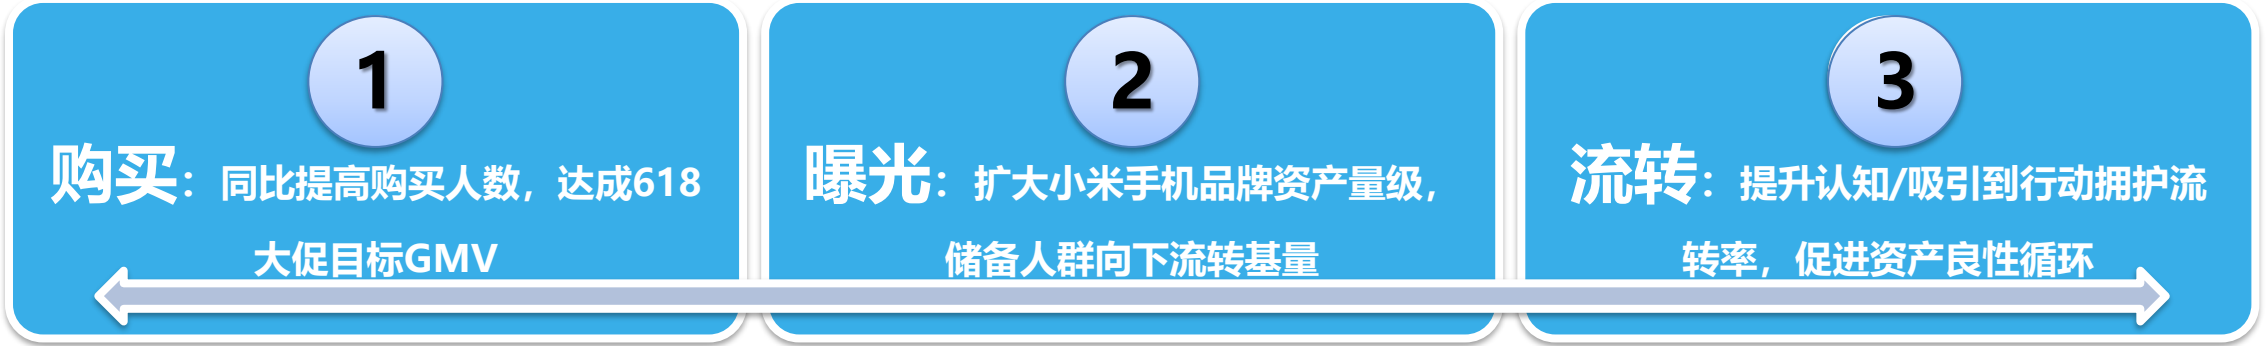 1
购买：同比提高购买人数，达成618
大促目标GMV
2
曝光：扩大小米手机品牌资产量级，
储备人群向下流转基量
3
流转：提升认知/吸引到行动拥护流
转率，促进资产良性循环